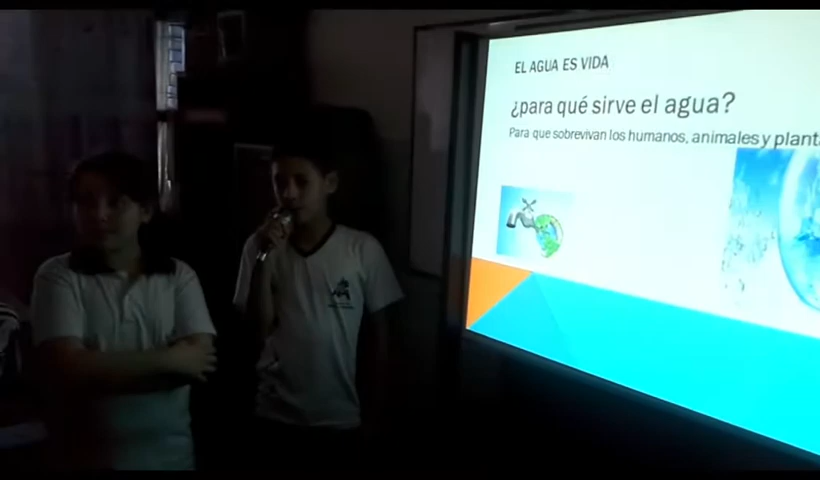 EL AGUA ES VIDA
¿para qué sirve el agua?
Para que sobrevivan los humanos, animales y plant